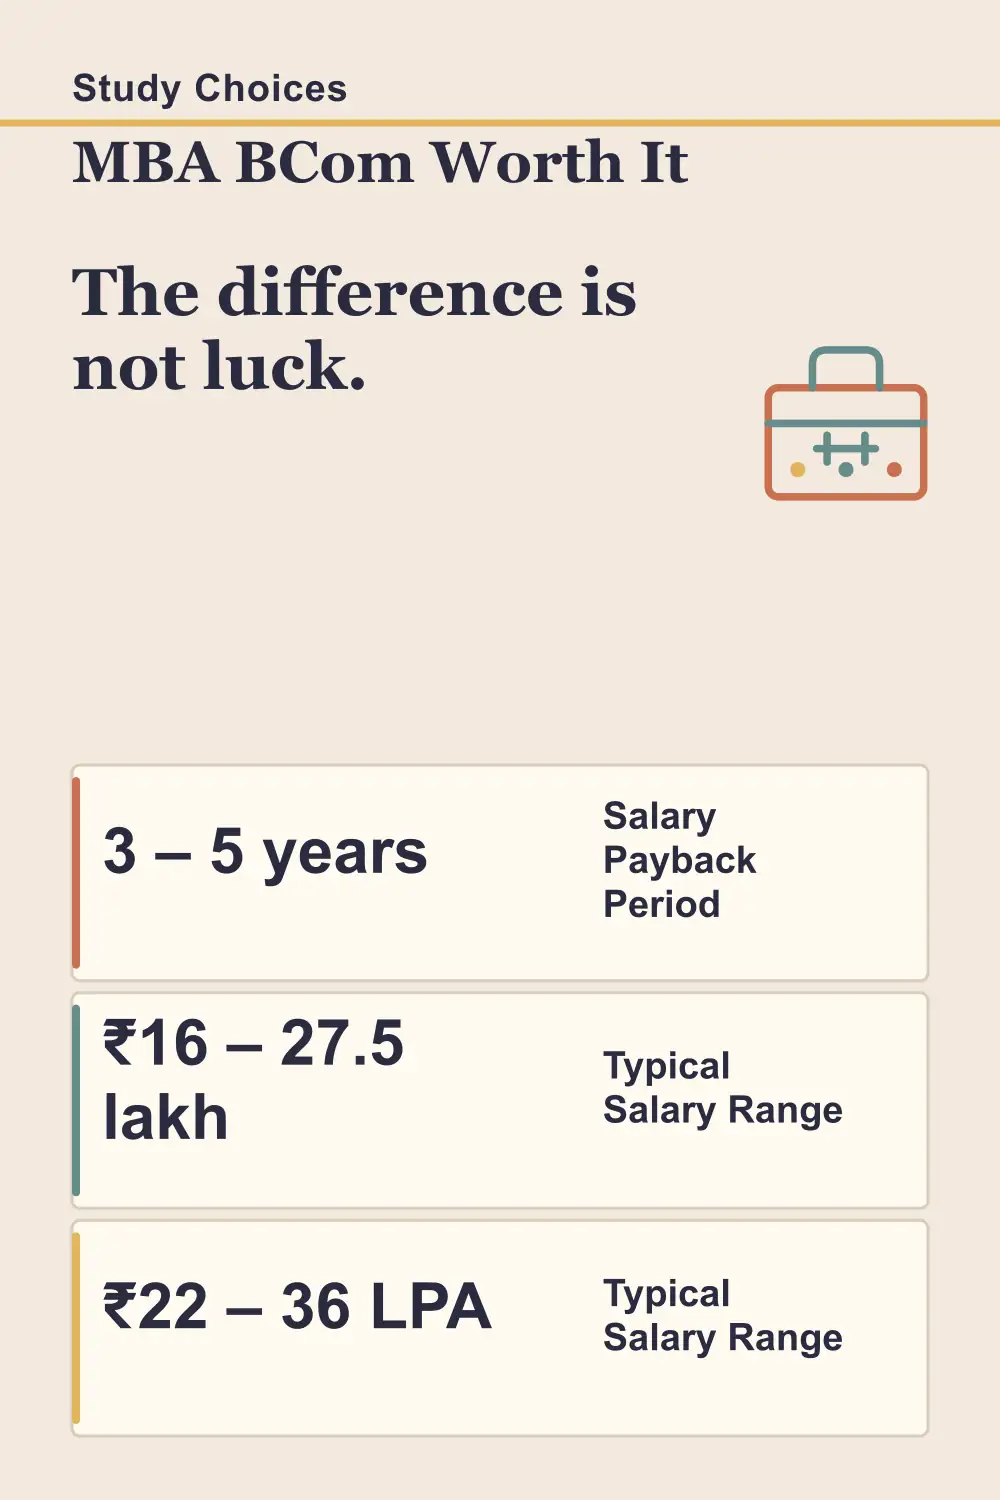 Study Choices
MBA BCom Worth It
The difference is
not luck.
3 – 5 years
Salary
Payback
Period
₹16 – 27.5
lakh
Typical
Salary Range
₹22 – 36 LPA
Typical
Salary Range